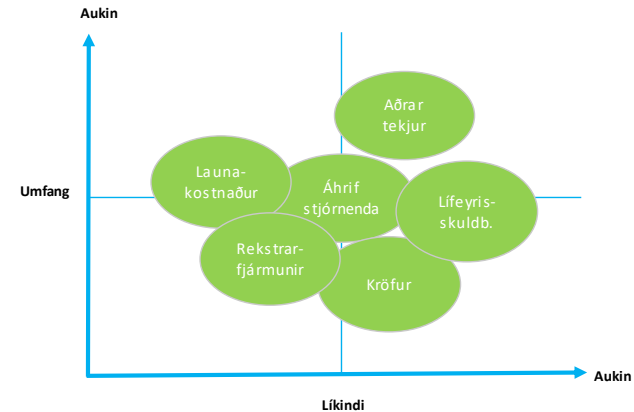 Aukin
Aðrar
tekjur
Launa-
kostnaður
Áhrif
stjórnenda
Umfang
Lífeyris-
skuldb.
Rekstrar-
fjármunir
Kröfur
Aukin
Líkindi